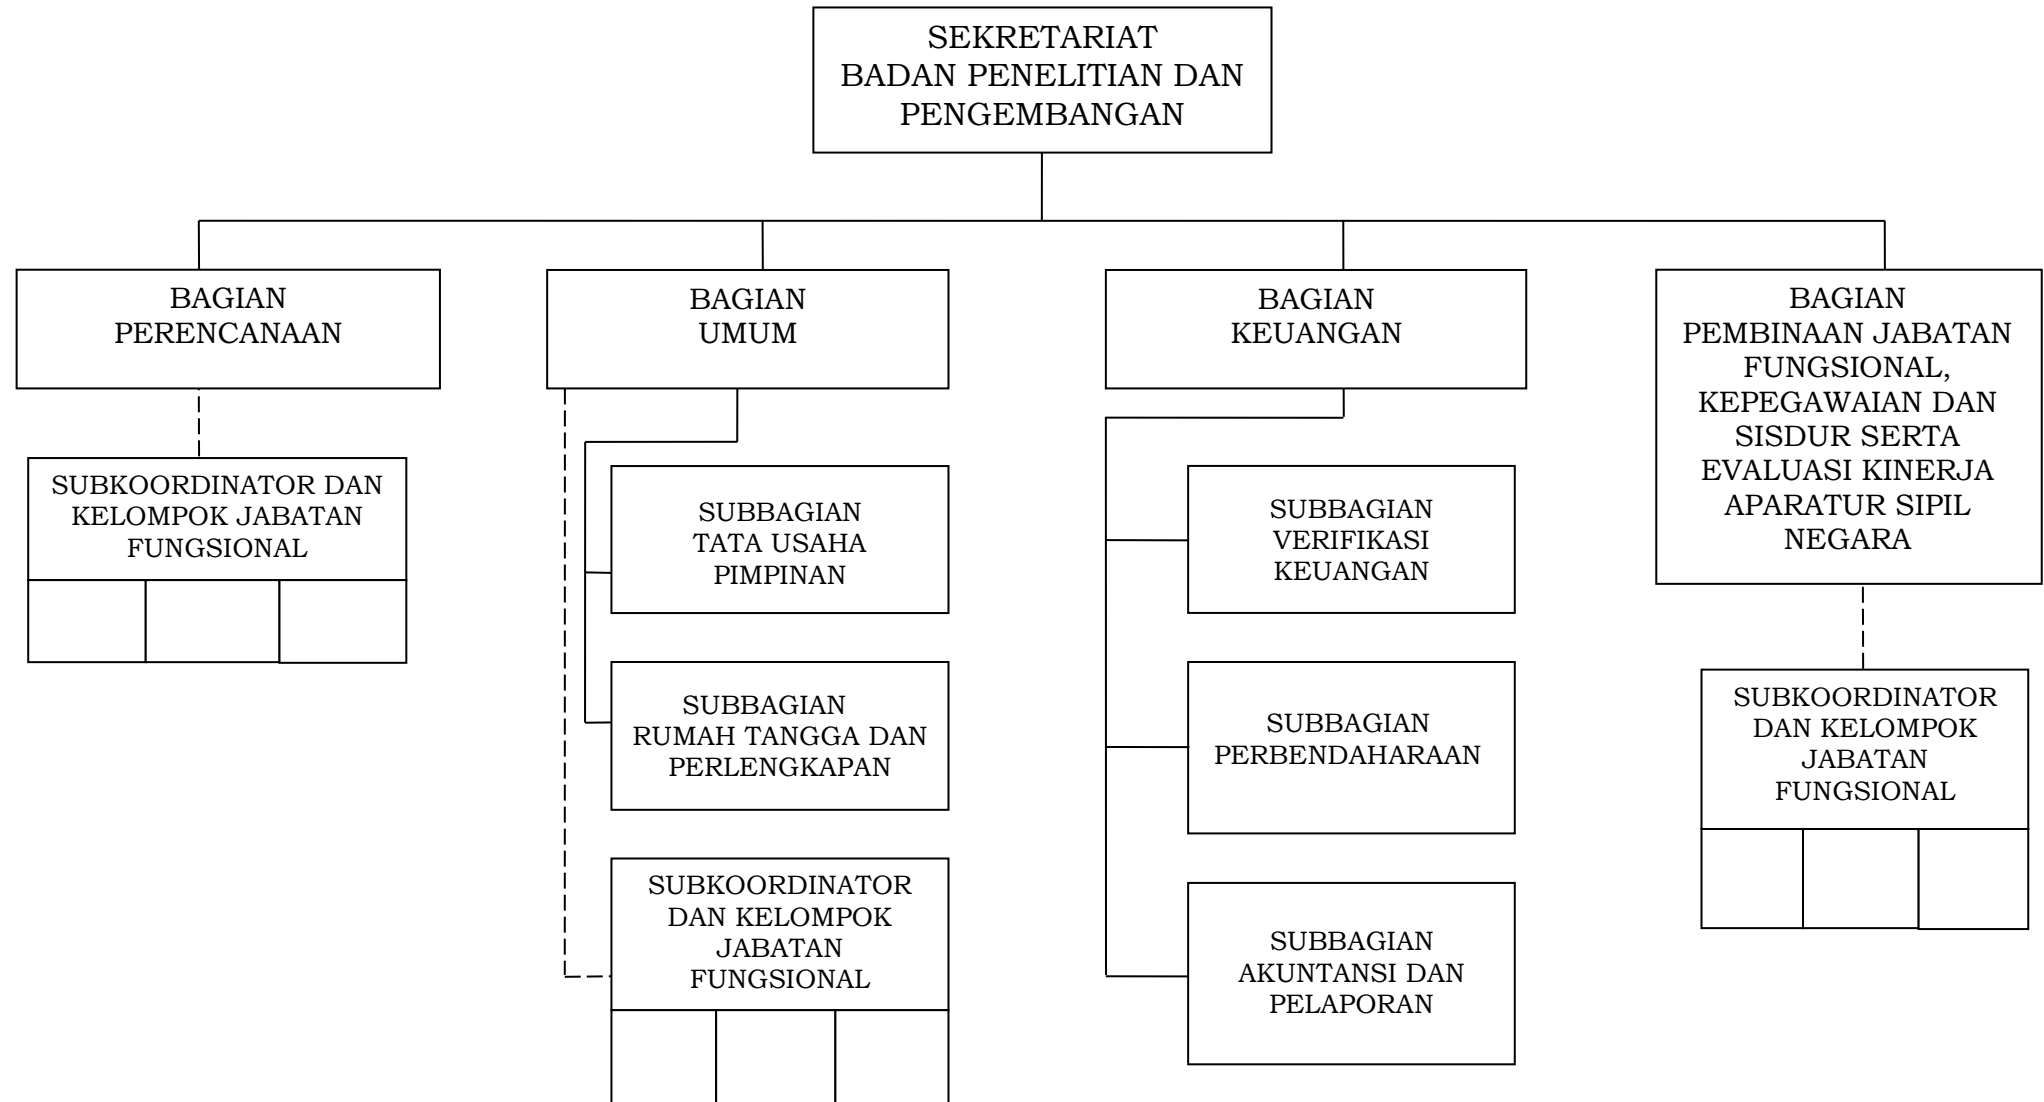 SEKRETARIAT
BADAN PENELITIAN DAN
PENGEMBANGAN
BAGIAN
PERENCANAAN
SUBKOORDINATOR DAN
KELOMPOK JABATAN
FUNGSIONAL
BAGIAN
UMUM
SUBBAGIAN
TATA USAHA
PIMPINAN
SUBBAGIAN
RUMAH TANGGA DAN
PERLENGKAPAN
SUBKOORDINATOR
DAN KELOMPOK
JABATAN
FUNGSIONAL
BAGIAN
KEUANGAN
SUBBAGIAN
VERIFIKASI
KEUANGAN
SUBBAGIAN
PERBENDAHARAAN
SUBBAGIAN
AKUNTANSI DAN
PELAPORAN
BAGIAN
PEMBINAAN JABATAN
FUNGSIONAL,
KEPEGAWAIAN DAN
SISDUR SERTA
EVALUASI KINERJA
APARATUR SIPIL
NEGARA
SUBKOORDINATOR
DAN KELOMPOK
JABATAN
FUNGSIONAL